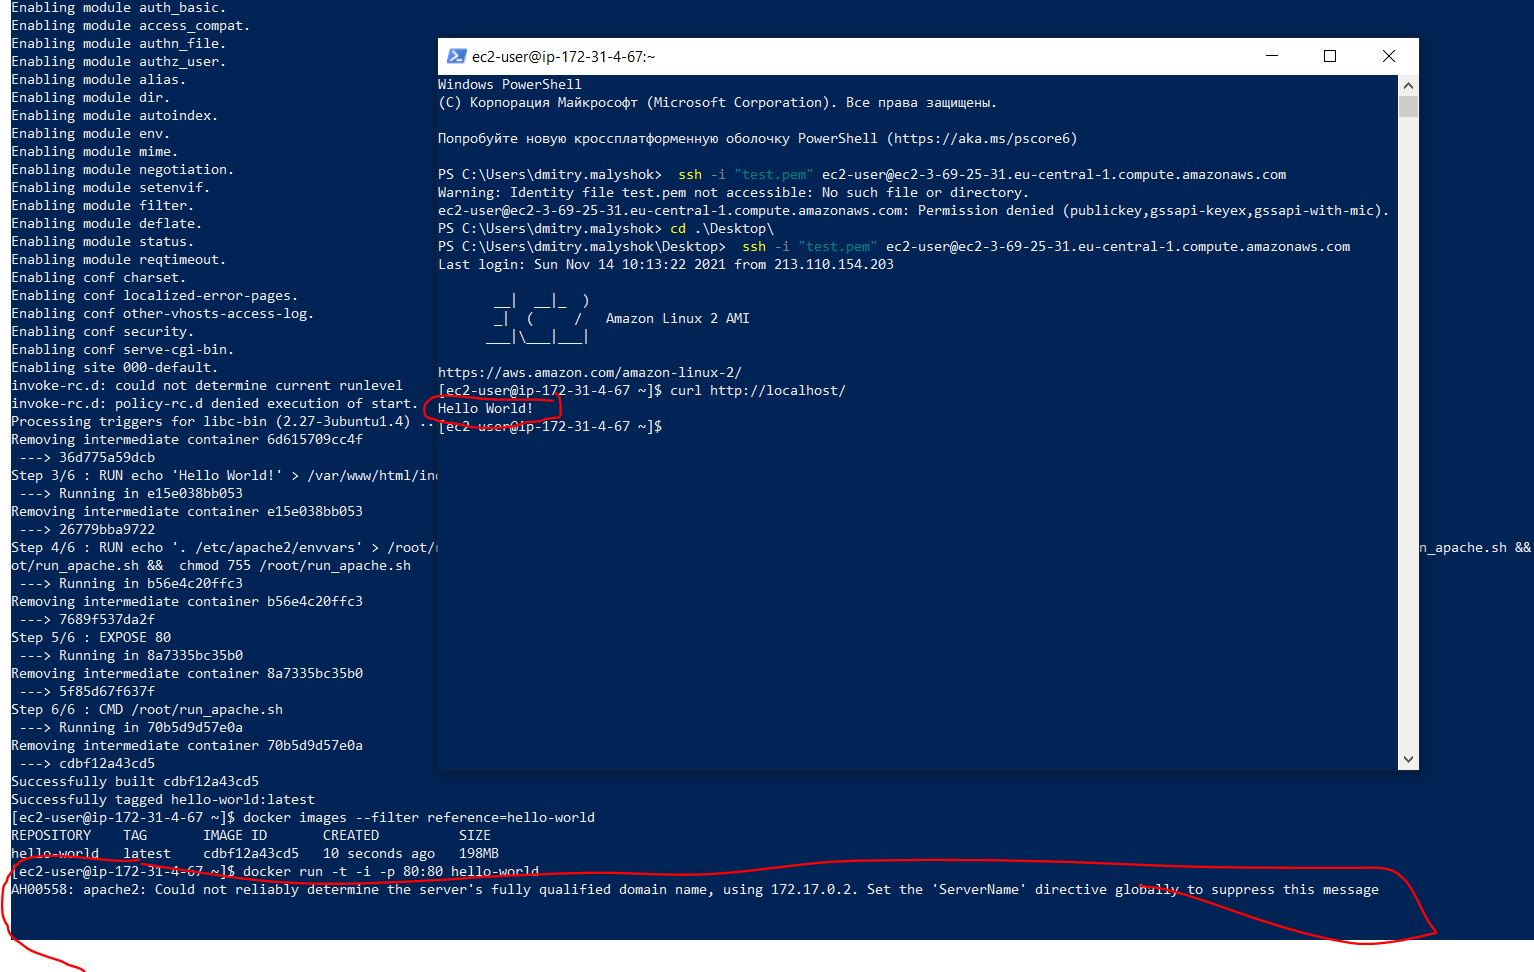 Enabling module auth_basic.
Enabling module access_compat.
Enabling module authn_file.
Enabling module authz_user.
Enabling module alias.
Enabling module dir.
Enabling module autoindex.
Enabling module env.
Enabling module mime.
Enabling module negotiation.
Enabling module setenvif.
Enabling module filter.
Enabling module deflate.
Enabling module status.
Enabling module reqtimeout.
Enabling conf charset.
Enabling conf localized-error-pages.
Enabling conf other-vhosts-access-log.
Enabling conf security.
Enabling conf serve-cgi-bin.
Enabling site 000-default.
invoke-rc.d: could not determine current runlevel
invoke-rc.d: policy-rc.d denied execution of start.
Processing triggers for libc-bin (2.27-3ubuntu1.4) ..
Removing intermediate container 6d615709cc4f
 ---> 36d775a59dcb
Step 3/6 : RUN echo 'Hello World!' > /var/www/html/in
 ---> Running in e15e038bb053
Removing intermediate container e15e038bb053
 ---> 26779bba9722
Step 4/6 : RUN echo '. /etc/apache2/envvars' > /root/ n_apache.sh &&
ot/run_apache.sh &&  chmod 755 /root/run_apache.sh
 ---> Running in b56e4c20ffc3
Removing intermediate container b56e4c20ffc3
 ---> 7689f537da2f
Step 5/6 : EXPOSE 80
 ---> Running in 8a7335bc35b0
Removing intermediate container 8a7335bc35b0
 ---> 5f85d67f637f
Step 6/6 : CMD /root/run_apache.sh
 ---> Running in 70b5d9d57e0a
Removing intermediate container 70b5d9d57e0a
 ---> cdbf12a43cd5
Successfully built cdbf12a43cd5
Successfully tagged hello-world:latest
[ec2-user@ip-172-31-4-67 ~]$ docker images --filter reference=hello-world
REPOSITORY    TAG       IMAGE ID       CREATED          SIZE
hello-world   latest    cdbf12a43cd5   10 seconds ago   198MB
[ec2-user@ip-172-31-4-67 ~]$ docker run -t -i -p 80:80 hello-world
AH00558: apache2: Could not reliably determine the server's fully qualified domain name, using 172.17.0.2. Set the 'ServerName' directive globally to suppress this message
ec2-user@ip-172-31-4-67:~
Windows PowerShell
(C) Корпорация Майкрософт (Microsoft Corporation). Все права защищены.
Попробуйте новую кроссплатформенную оболочку PowerShell (https://aka.ms/pscore6)
PS C:\Users\dmitry.malyshok>  ssh -i "test.pem" ec2-user@ec2-3-69-25-31.eu-central-1.compute.amazonaws.com
Warning: Identity file test.pem not accessible: No such file or directory.
ec2-user@ec2-3-69-25-31.eu-central-1.compute.amazonaws.com: Permission denied (publickey,gssapi-keyex,gssapi-with-mic).
PS C:\Users\dmitry.malyshok> cd .\Desktop\
PS C:\Users\dmitry.malyshok\Desktop>  ssh -i "test.pem" ec2-user@ec2-3-69-25-31.eu-central-1.compute.amazonaws.com
Last login: Sun Nov 14 10:13:22 2021 from 213.110.154.203
       __|  __|_  )
       _|  (     /   Amazon Linux 2 AMI
      ___|\___|___|
https://aws.amazon.com/amazon-linux-2/
[ec2-user@ip-172-31-4-67 ~]$ curl http://localhost/
Hello World!
[ec2-user@ip-172-31-4-67 ~]$